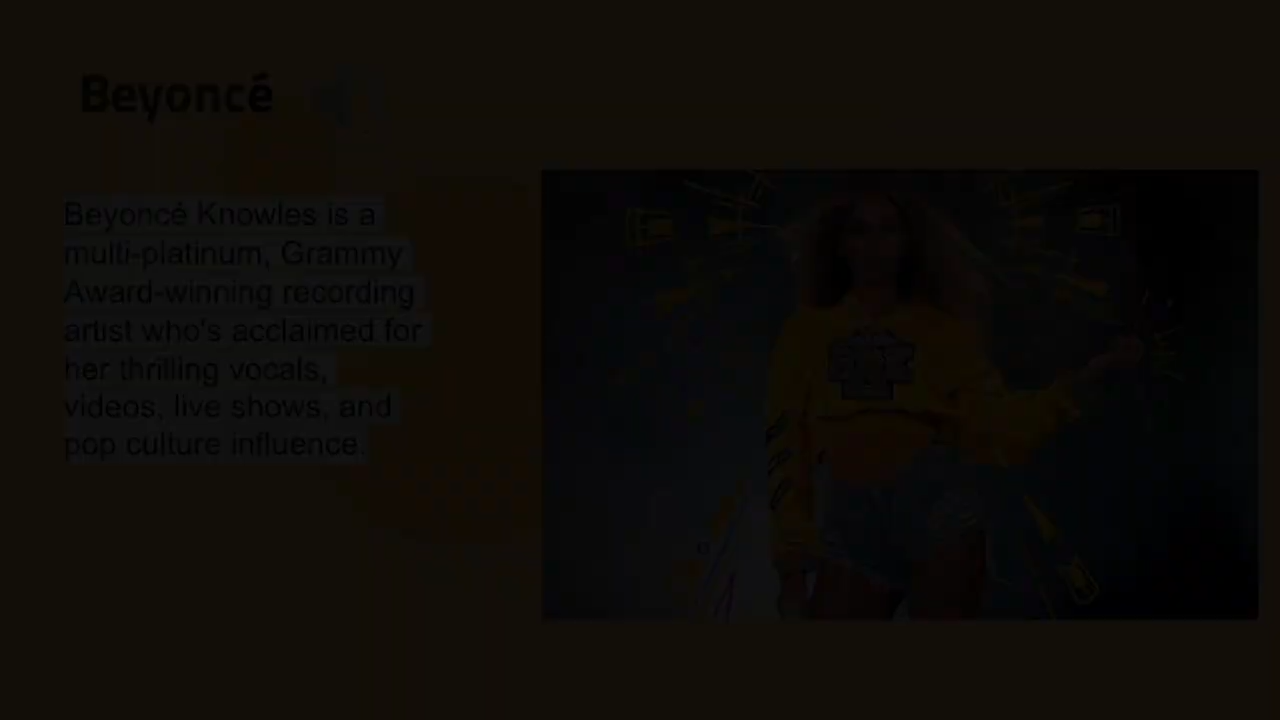 Beyoncé
Beyoncé Knowles is a
multi-platinum, Grammy
Award-winning recording
artist who's acclaimed for
her thrilling vocals,
videos, live shows, and
pop culture influence.